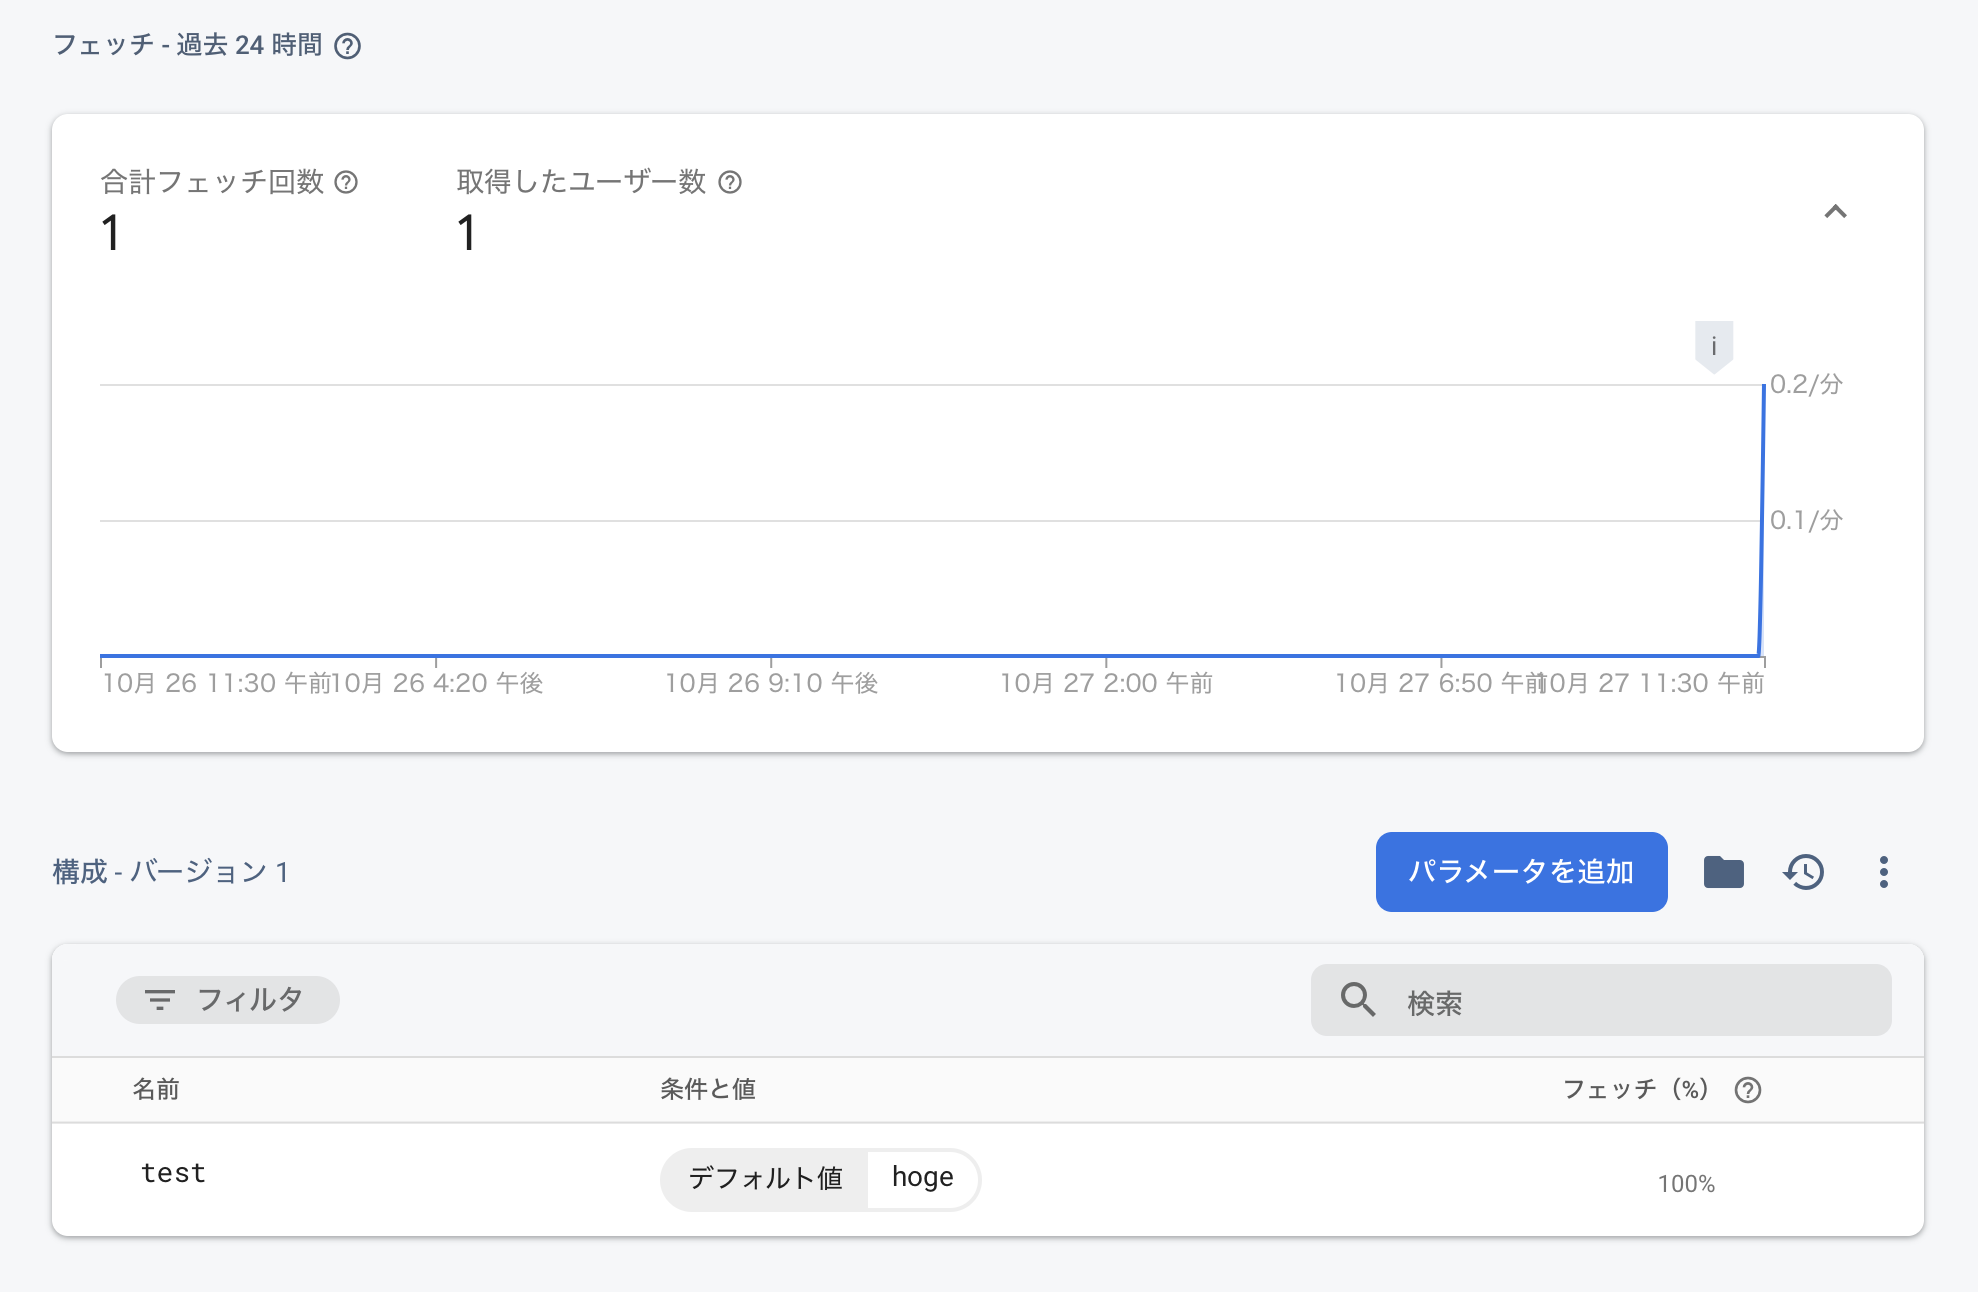 フェッチ - 過去 24 時間
合計フェッチ回数
取得したユーザー数
1
1
i
0.2/分
0.1/分
10月 26 11:30 午前
10月 26 4:20 午後
10月 26 9:10 午後
10月 27 2:00 午前
10月 27 6:50 午前
10月 27 11:30 午前
構成 - バージョン 1
パラメータを追加
フィルタ
検索
名前
条件と値
フェッチ（%）
test
デフォルト値
hoge
100%